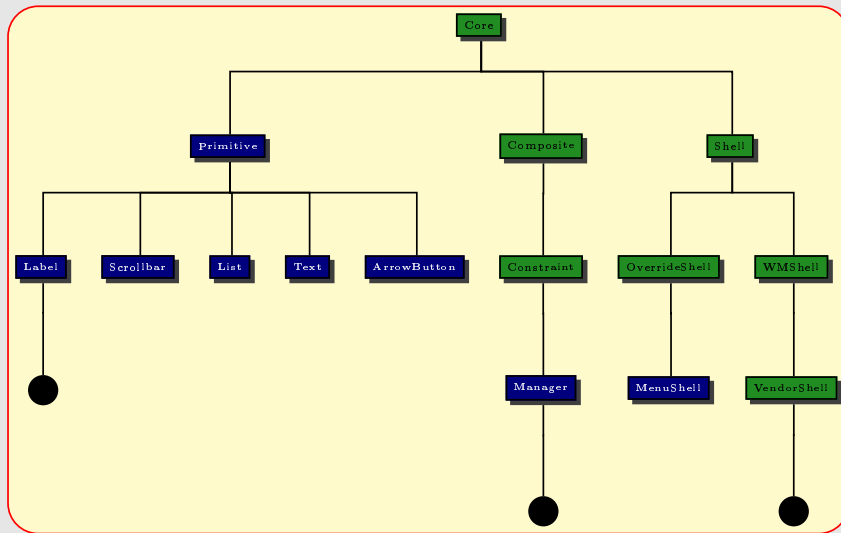 Core
Primitive Composite Shell
Label Scrollbar List Text ArrowButton Constraint OverrideShell WMShell
Manager MenuShell VendorShell